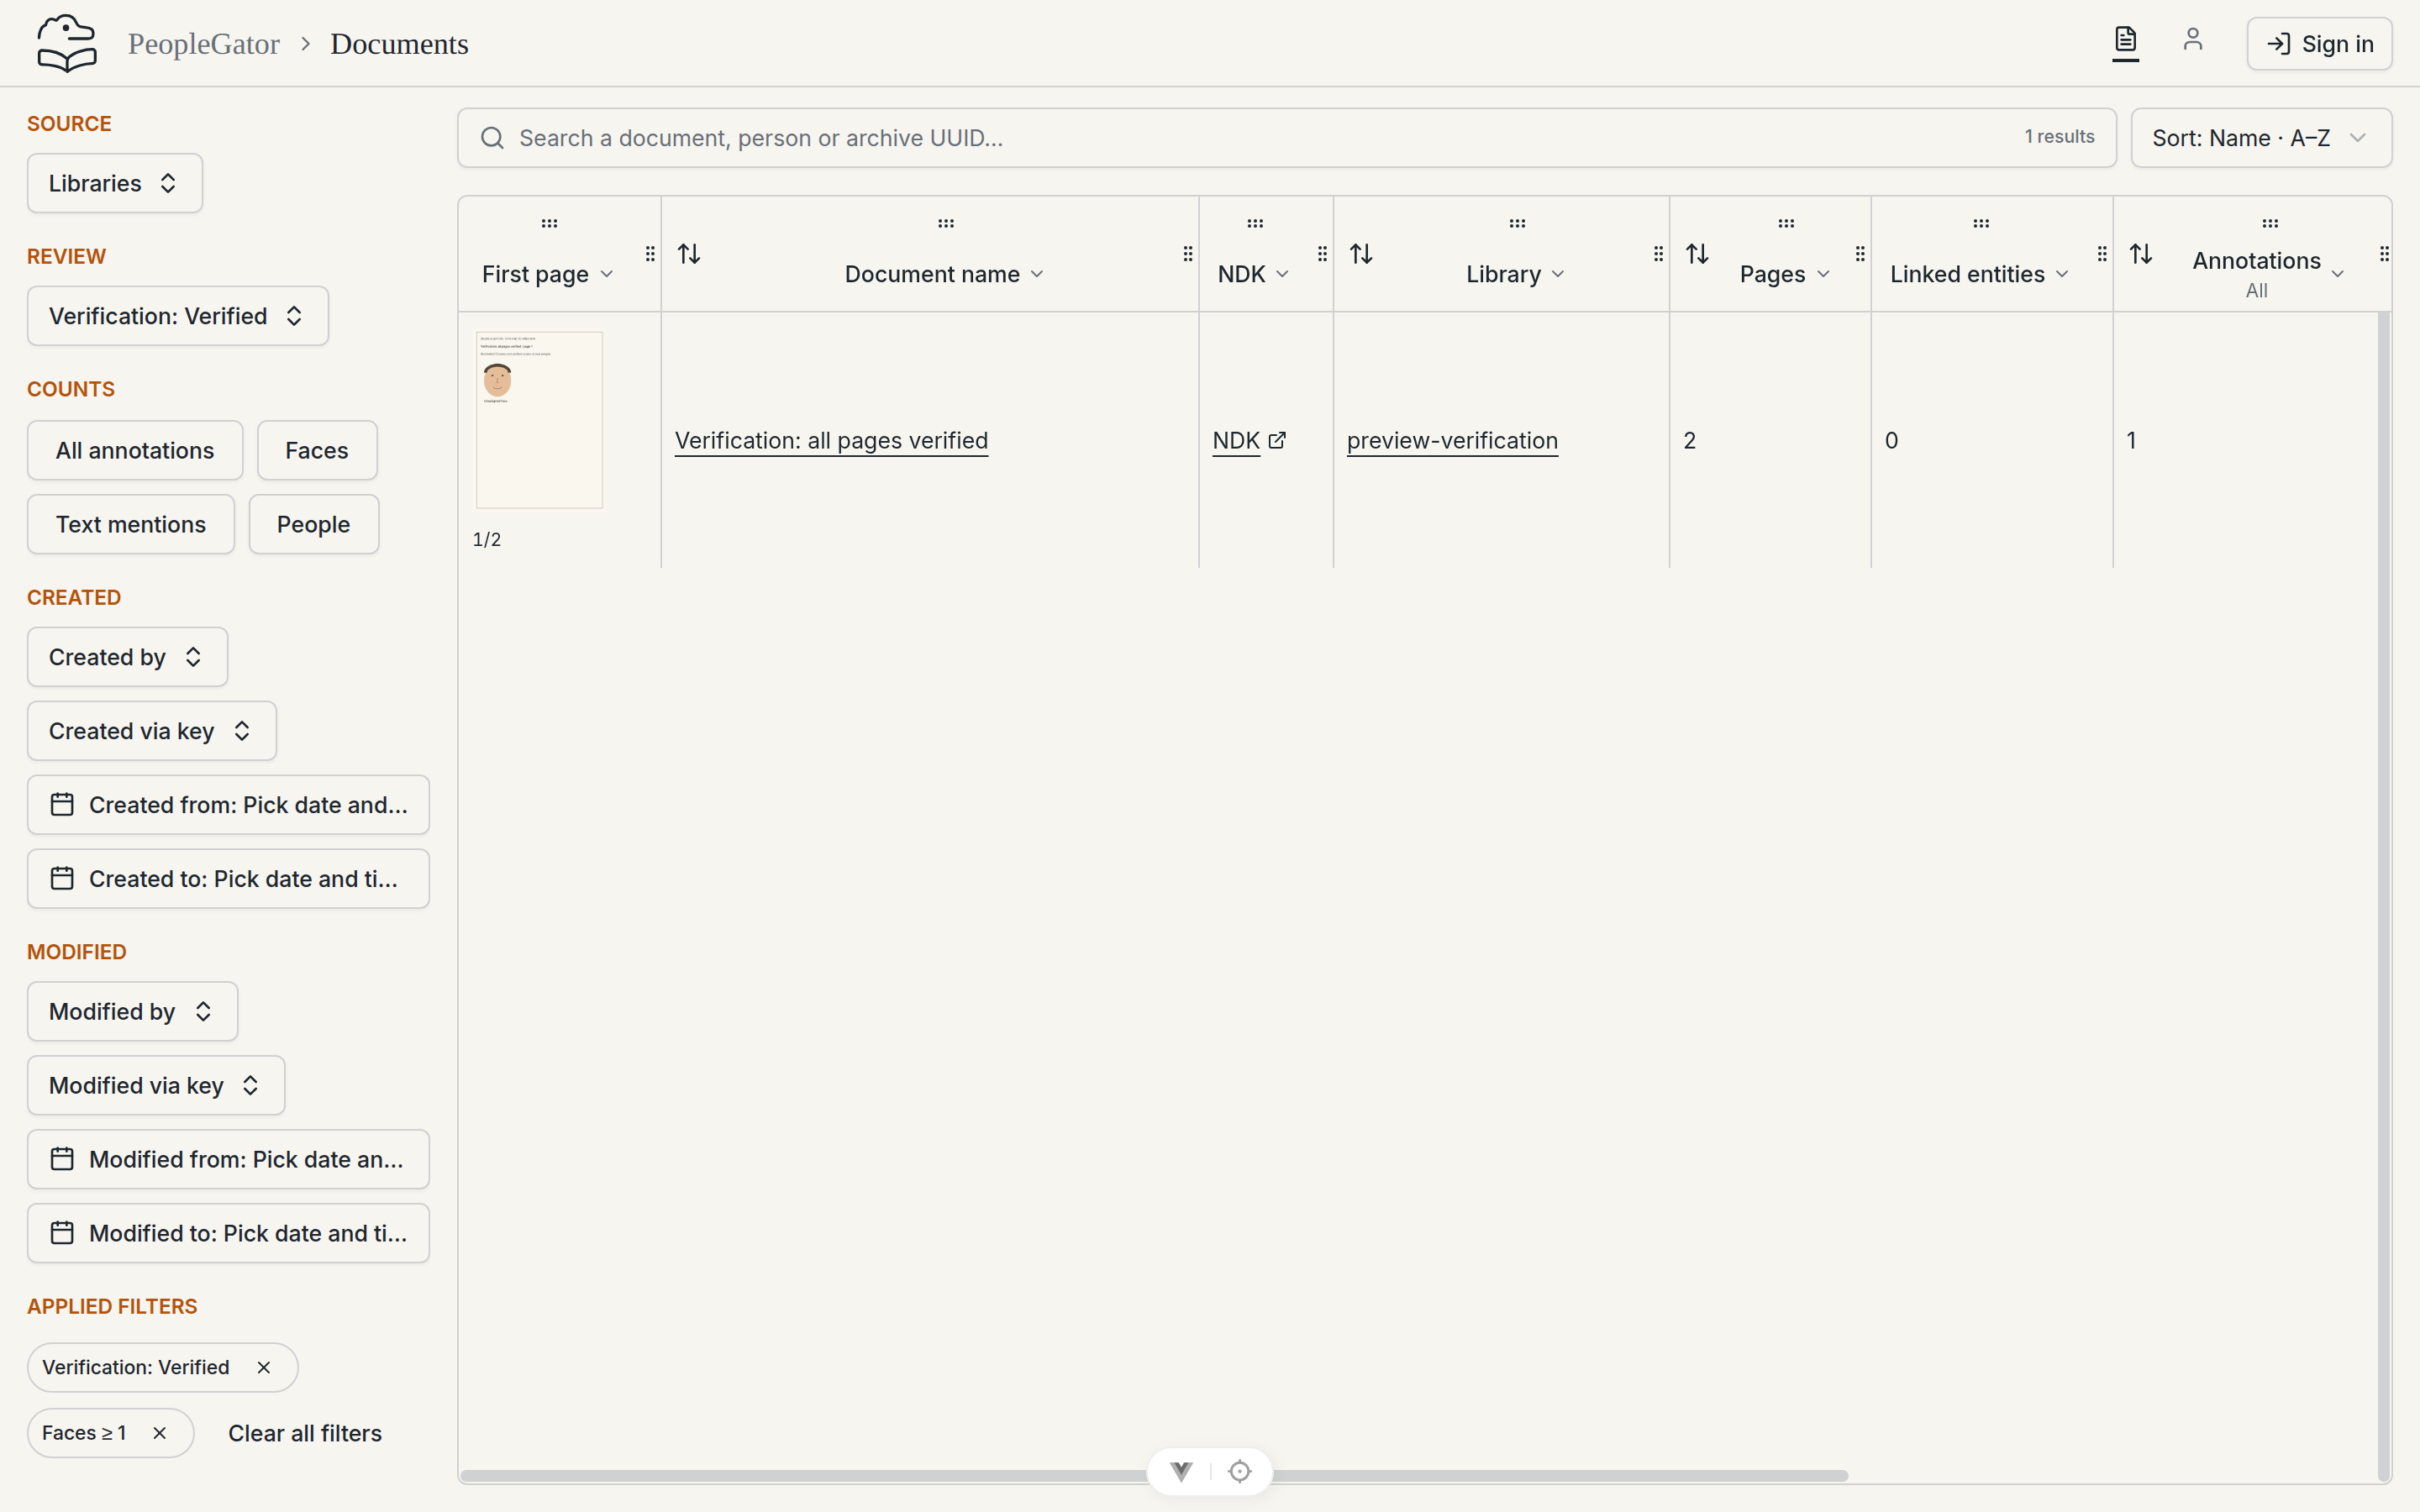 PeopleGator > Documents
Sign in
SOURCE
Libraries
REVIEW
Verification: Verified
COUNTS
All annotations
Faces
Text mentions
People
CREATED
Created by
Created via key
Created from: Pick date and...
Created to: Pick date and ti...
MODIFIED
Modified by
Modified via key
Modified from: Pick date an...
Modified to: Pick date and ti...
APPLIED FILTERS
Verification: Verified
Faces ≥ 1
Clear all filters
Search a document, person or archive UUID...
1 results
Sort: Name · A–Z
First page
Document name
NDK
Library
Pages
Linked entities
Annotations
All
1/2
Verification: all pages verified
NDK
preview-verification
2
0
1